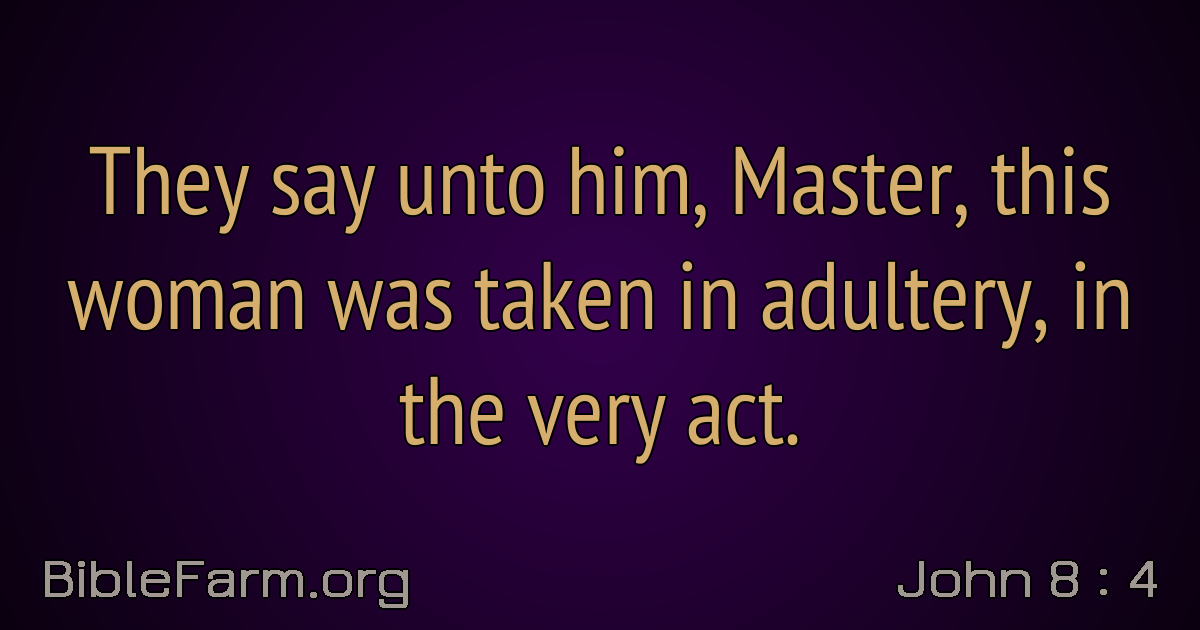 They say unto him, Master, this
woman was taken in adultery, in
the very act.
BibleFarm.org
John 8 : 4